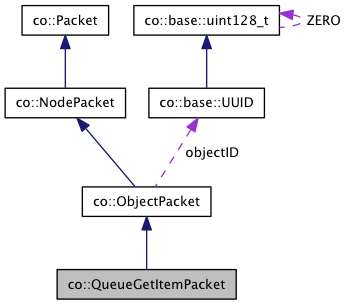 co::Packet
co::base::uint128_t
ZERO
co::NodePacket
co::base::UUID
objectID
co::ObjectPacket
co::QueueGetItemPacket